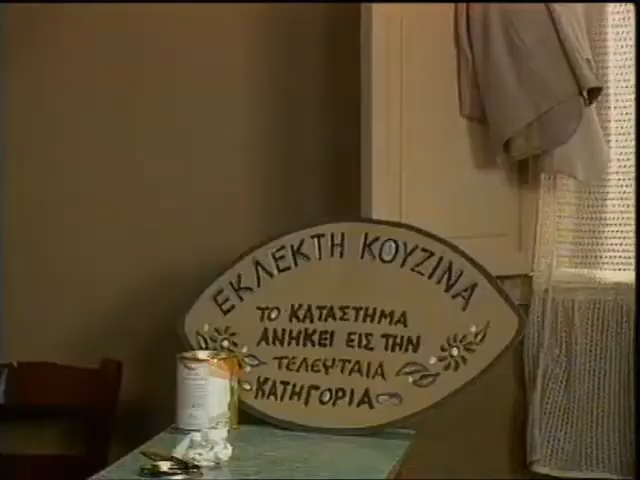 ΕΚΛΕΚΤΗ ΚΟΥΖΙΝΑ
ΤΟ ΚΑΤΑΣΤΗΜΑ
ΑΝΗΚΕΙ ΕΙΣ ΤΗΝ
ΤΕΛΕΥΤΑΙΑ
ΚΑΤΗΓΟΡΙΑ